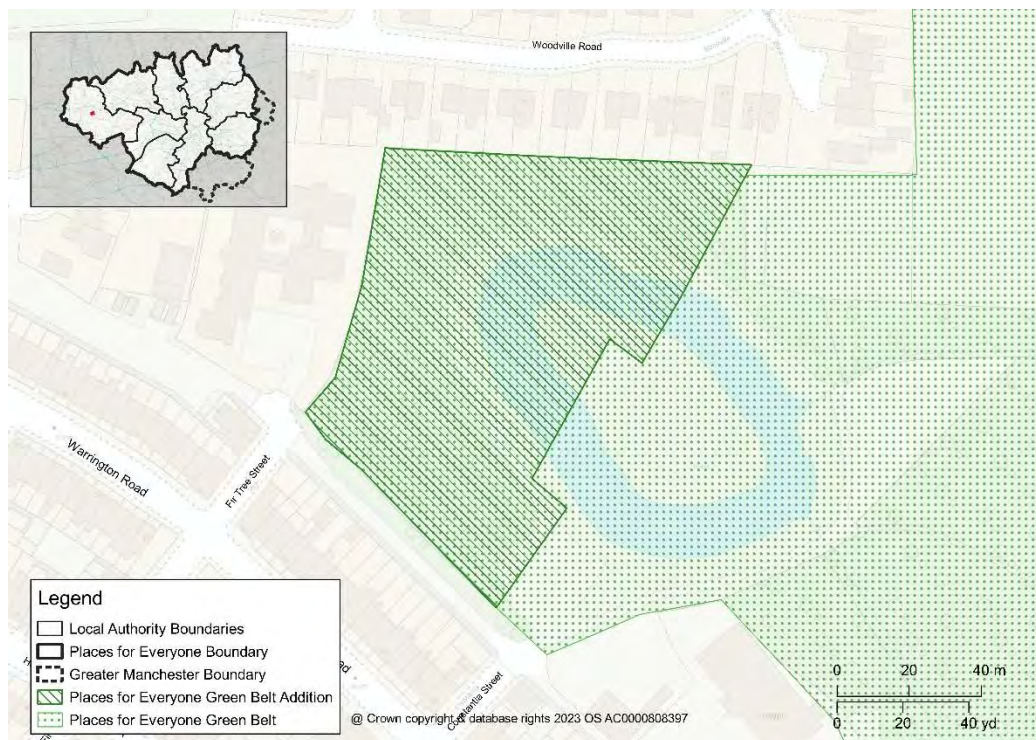 Woodville Road
Warrington Road
Fir Tree Street
Constantia Street
Legend
Local Authority Boundaries
Places for Everyone Boundary
Greater Manchester Boundary
Places for Everyone Green Belt Addition
Places for Everyone Green Belt
@ Crown copyright & database rights 2023 OS AC0000808397
0 20 40 m
0 20 40 yd